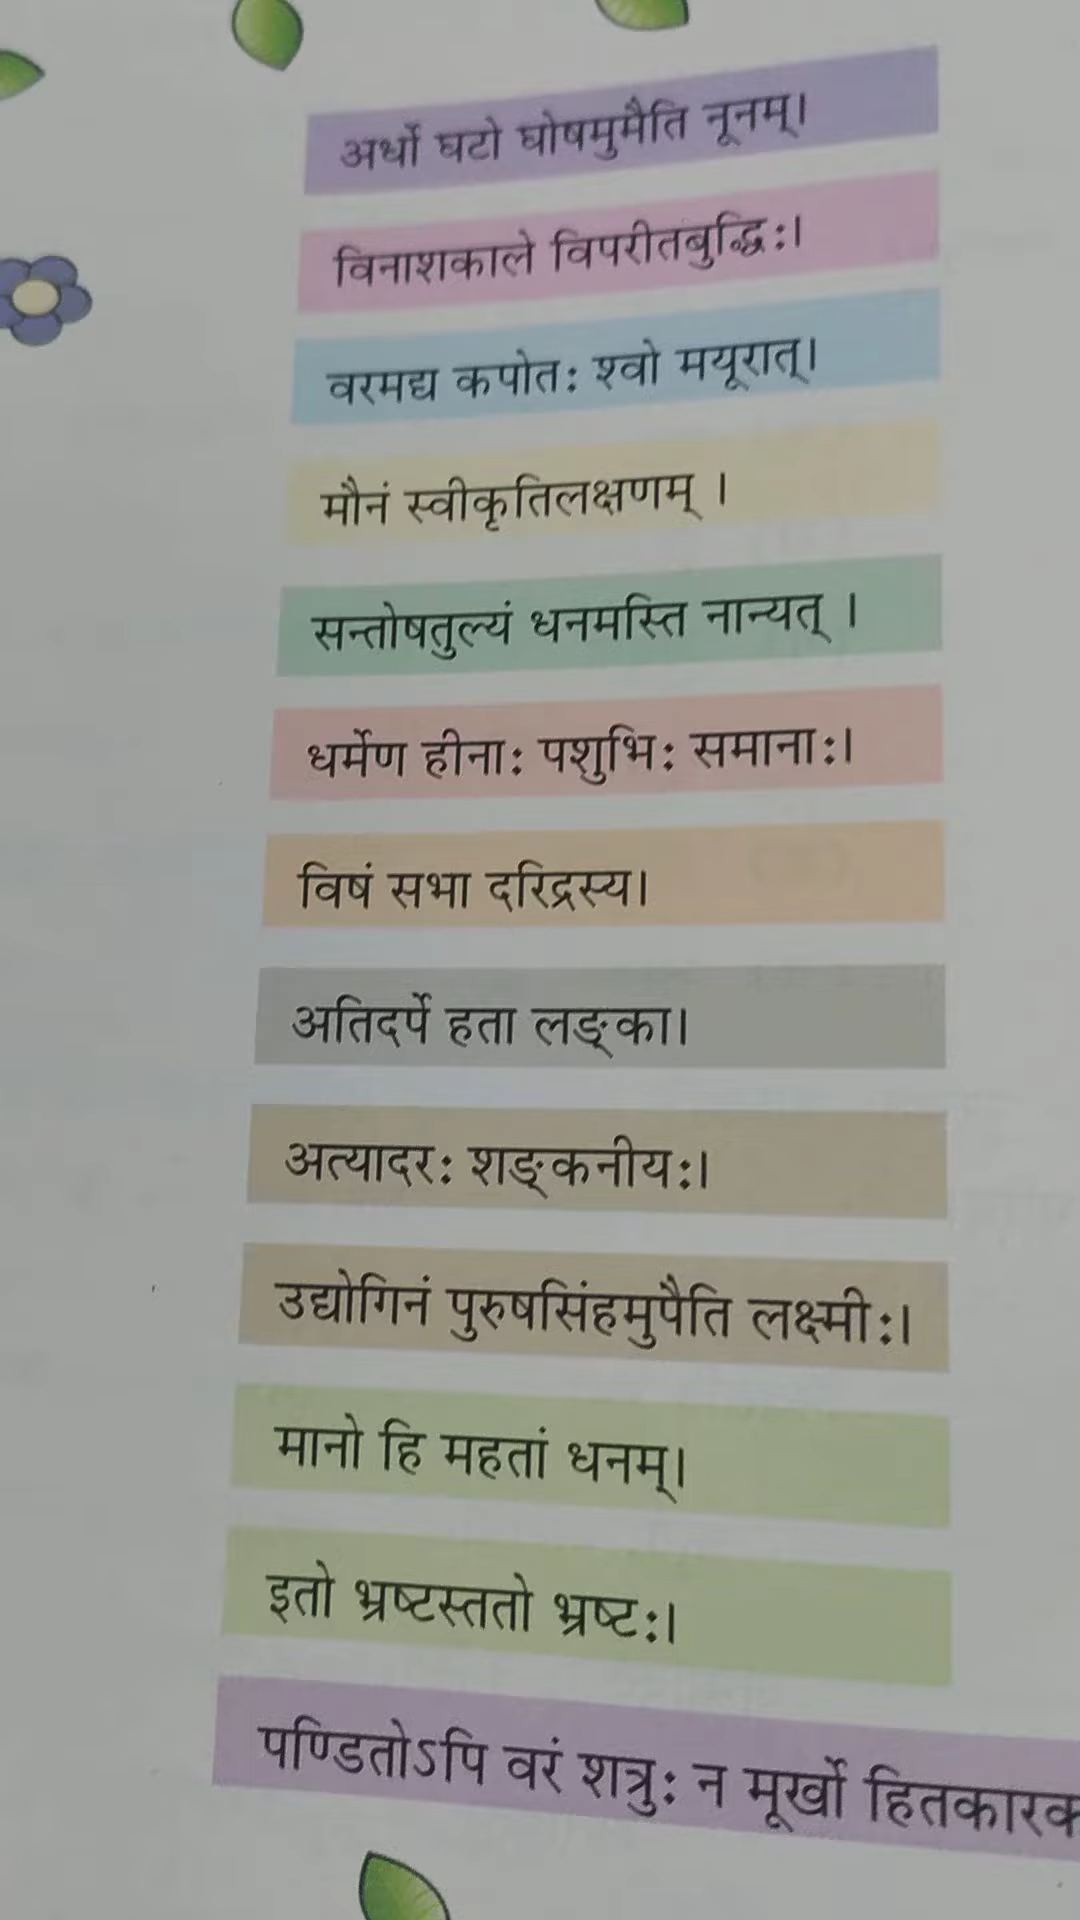 अर्धो घटो घोषमुमैति नूनम्।
विनाशकाले विपरीतबुद्धिः।
वरमद्य कपोतः श्वो मयूरात्।
मौनं स्वीकृतिलक्षणम् ।
सन्तोषतुल्यं धनमस्ति नान्यत् ।
धर्मेण हीनाः पशुभिः समानाः।
विषं सभा दरिद्रस्य।
अतिदर्पे हता लङ्का।
अत्यादरः शङ्कनीयः।
उद्योगिनं पुरुषसिंहमुपैति लक्ष्मीः।
मानो हि महतां धनम्।
इतो भ्रष्टस्ततो भ्रष्टः।
पण्डितोऽपि वरं शत्रुः न मूर्खो